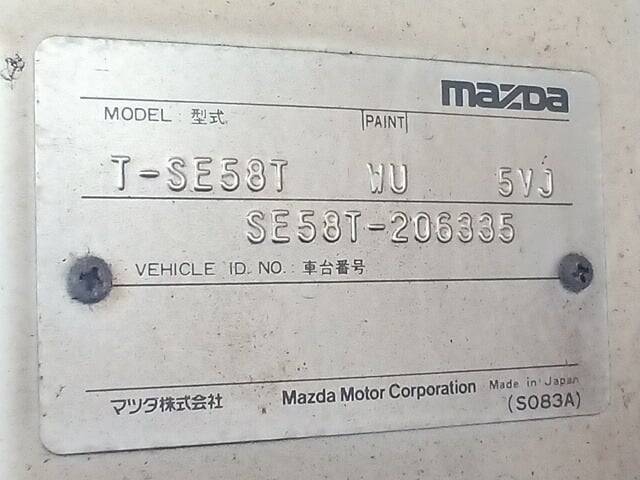 mazda
MODEL 型式 PAINT
T-SE58T WU 5VJ
SE58T-206335
VEHICLE ID. NO. 車台番号
マツダ株式会社 Mazda Motor Corporation Made in Japan
(S083A)